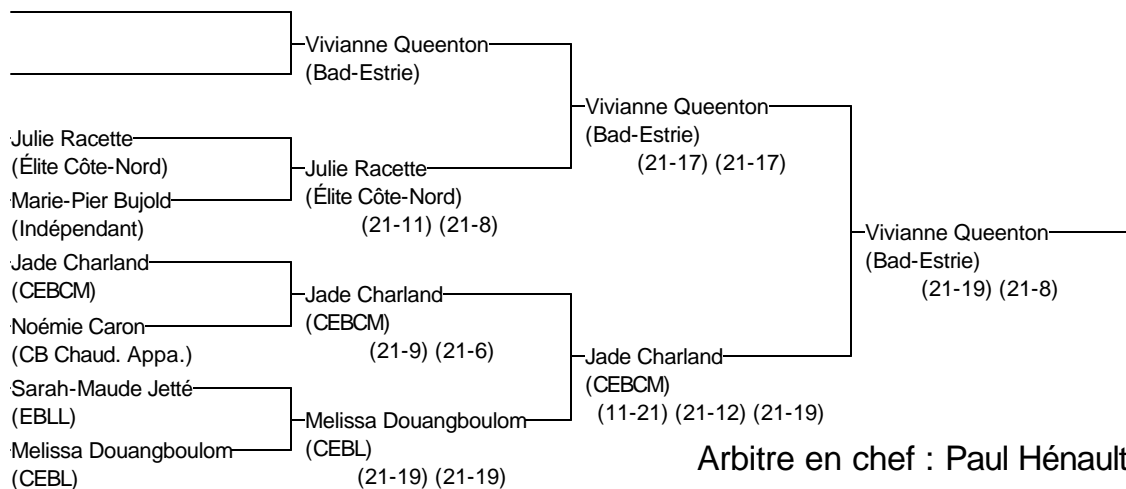 Vivianne Queenton
(Bad-Estrie)
Vivianne Queenton
(Bad-Estrie)
(21-17) (21-17)
Julie Racette
(Élite Côte-Nord)
Julie Racette
(Élite Côte-Nord)
(21-11) (21-8)
Marie-Pier Bujold
(Indépendant)
Vivianne Queenton
(Bad-Estrie)
(21-19) (21-8)
Jade Charland
(CEBCM)
Jade Charland
(CEBCM)
(21-9) (21-6)
Noémie Caron
(CB Chaud. Appa.)
Jade Charland
(CEBCM)
(11-21) (21-12) (21-19)
Sarah-Maude Jetté
(EBLL)
Melissa Douangboulom
(CEBL)
(21-19) (21-19)
Melissa Douangboulom
(CEBL)
Arbitre en chef : Paul Hénault